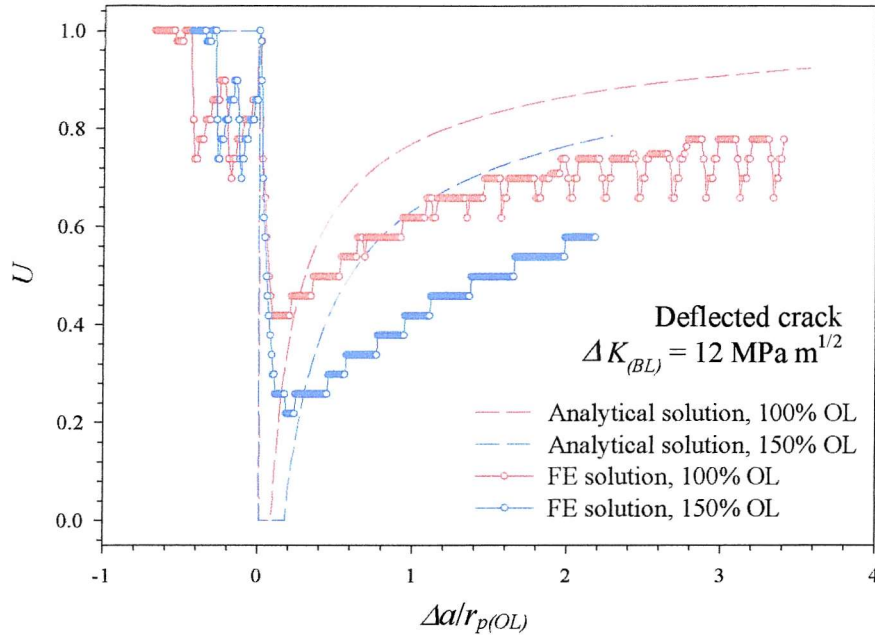 U
1.0
0.8
0.6
0.4
0.2
0.0
-1
0
1
2
3
4
Δa/r_p(OL)
Deflected crack
ΔK_(BL) = 12 MPa m^1/2
Analytical solution, 100% OL
Analytical solution, 150% OL
FE solution, 100% OL
FE solution, 150% OL